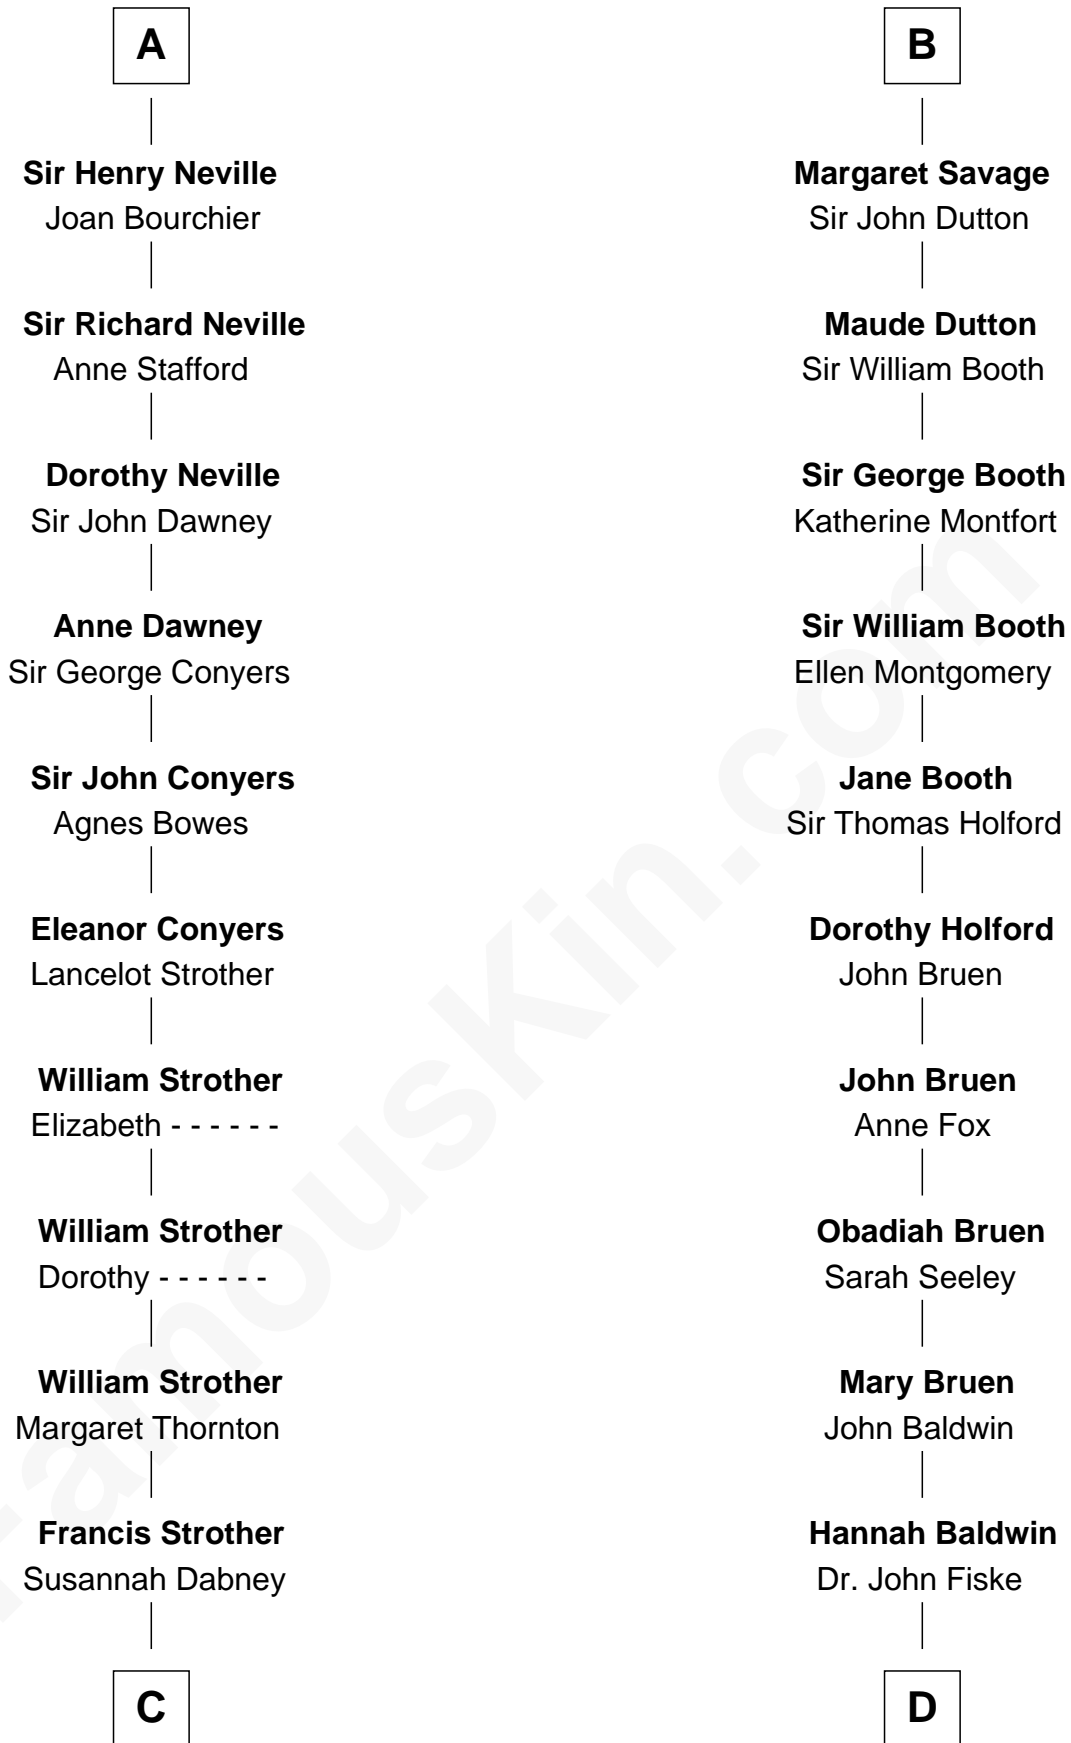 A
Sir Henry Neville
Joan Bourchier
Sir Richard Neville
Anne Stafford
Dorothy Neville
Sir John Dawney
Anne Dawney
Sir George Conyers
Sir John Conyers
Agnes Bowes
Eleanor Conyers
Lancelot Strother
William Strother
Elizabeth - - - - - -
William Strother
Dorothy - - - - - -
William Strother
Margaret Thornton
Francis Strother
Susannah Dabney
C
B
Margaret Savage
Sir John Dutton
Maude Dutton
Sir William Booth
Sir George Booth
Katherine Montfort
Sir William Booth
Ellen Montgomery
Jane Booth
Sir Thomas Holford
Dorothy Holford
John Bruen
John Bruen
Anne Fox
Obadiah Bruen
Sarah Seeley
Mary Bruen
John Baldwin
Hannah Baldwin
Dr. John Fiske
D
FamousKin.com